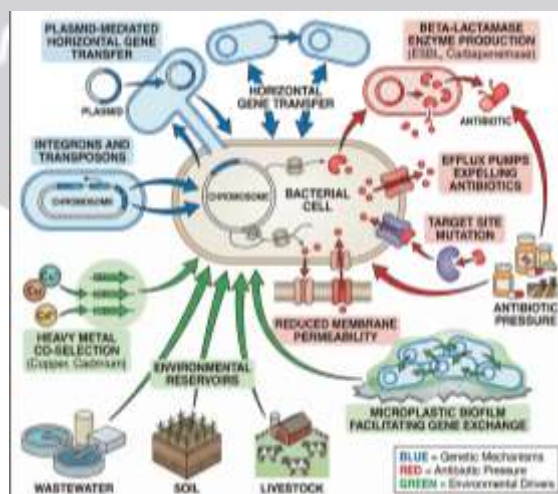 PLASMID-MEDIATED
HORIZONTAL GENE
TRANSFER
PLASMID
HORIZONTAL
GENE TRANSFER
BETA-LACTAMASE
ENZYME PRODUCTION
(ESBL, Carbapenemase)
ANTIBIOTIC
INTEGRONS AND
TRANSPOSONS
CHROMOSOME
CHROMOSOME
BACTERIAL
CELL
EFFLUX PUMPS
EXPELLING
ANTIBIOTICS
TARGET SITE
MUTATION
ANTIBIOTIC
PRESSURE
HEAVY METAL
CO-SELECTION
(Copper, Cadmium)
REDUCED MEMBRANE
PERMEABILITY
ENVIRONMENTAL
RESERVOIRS
MICROPLASTIC BIOFILM
FACILITATING GENE EXCHANGE
WASTEWATER
SOIL
LIVESTOCK
BLUE = Genetic Mechanisms
RED = Antibiotic Pressure
GREEN = Environmental Drivers